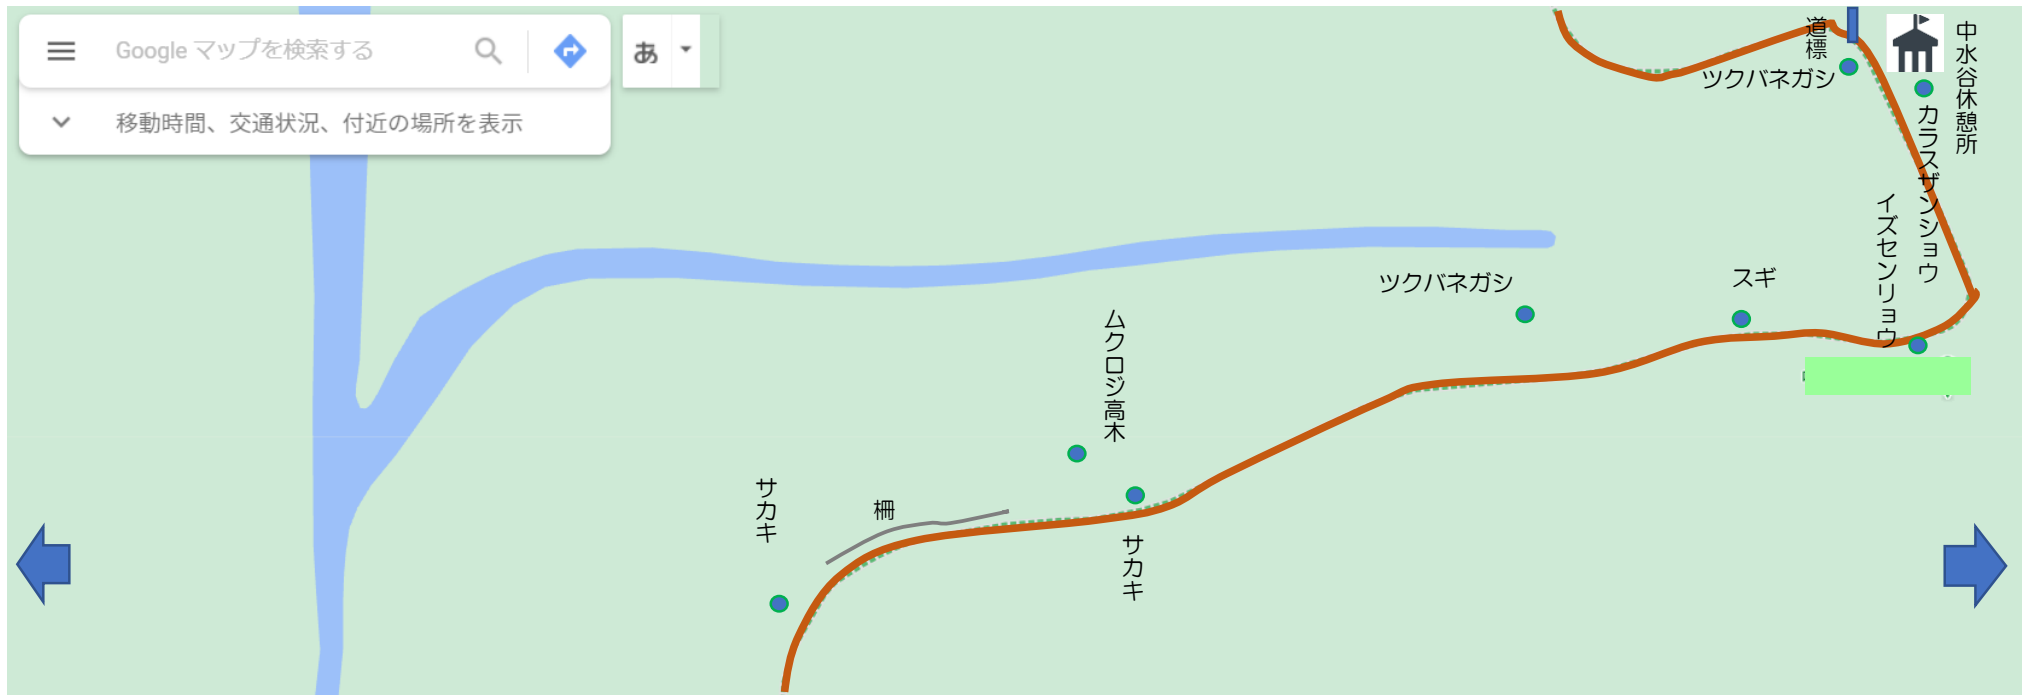 Google マップを検索する
あ
移動時間、交通状況、付近の場所を表示
道標
中水谷休憩所
ツクバネガシ
カラスザンショウ
イズセンリョウ
ツクバネガシ
スギ
ムクロジ高木
サカキ
柵
サカキ